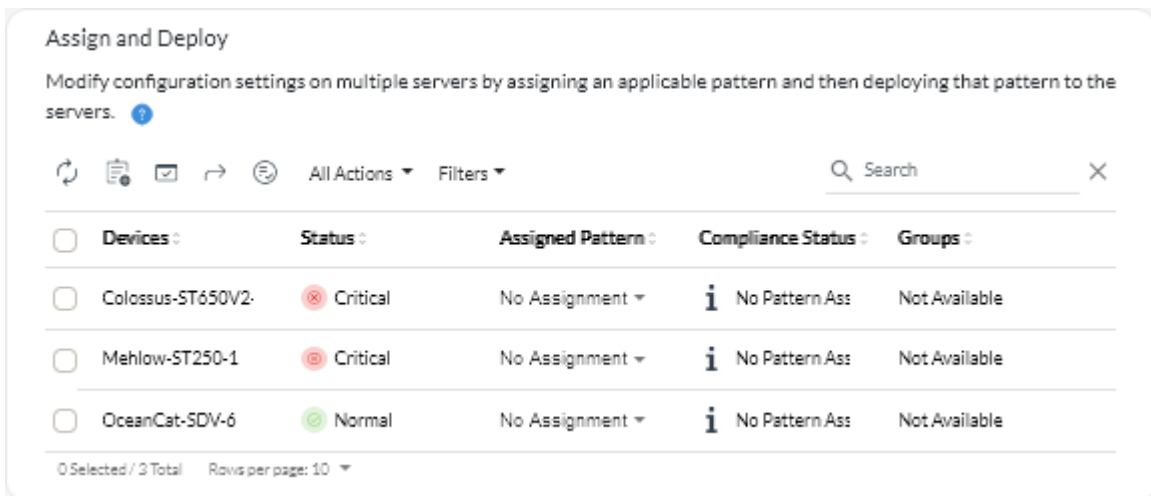 Assign and Deploy
Modify configuration settings on multiple servers by assigning an applicable pattern and then deploying that pattern to the
servers. ?
All Actions Filters Search
Devices Status Assigned Pattern Compliance Status Groups
Colossus-ST650V2- Critical No Assignment No Pattern Ass Not Available
Mehlow-ST250-1 Critical No Assignment No Pattern Ass Not Available
OceanCat-SDV-6 Normal No Assignment No Pattern Ass Not Available
0 Selected / 3 Total Rows per page: 10